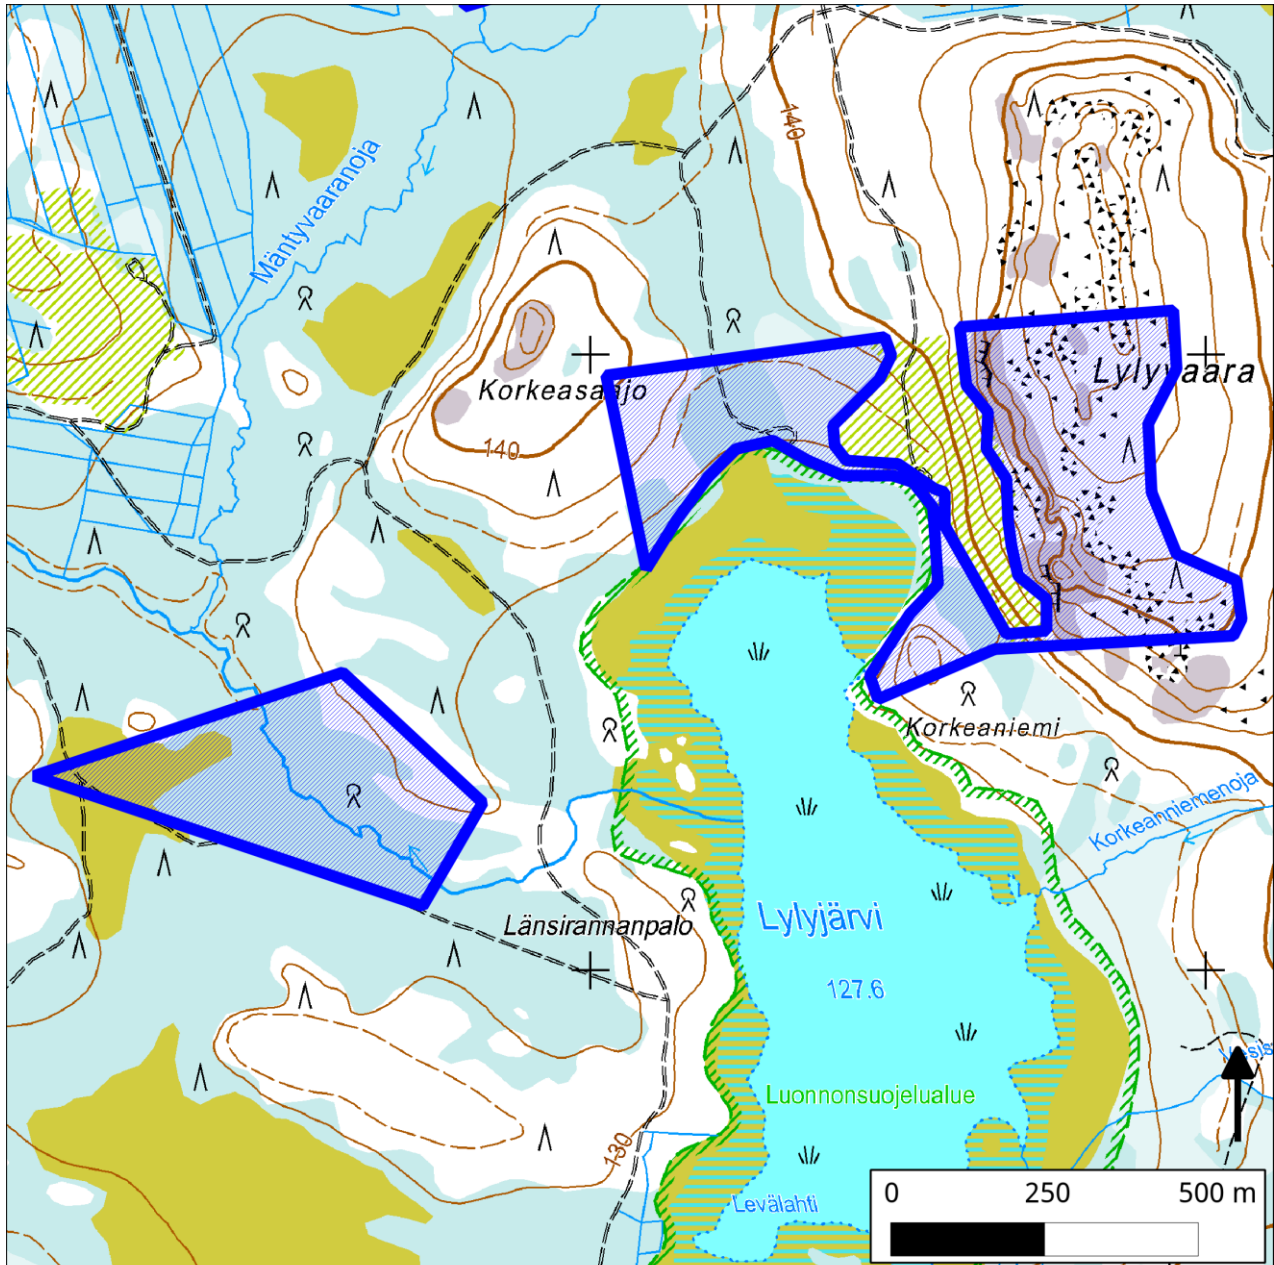 140
Mäntyvaaranoja
Korkeasaajo
Lylyvaara
140
Korkeaniemi
Korkeanniemenoja
Länsirannanpalo
Lylyjärvi
127.6
Luonnonsuojelualue
130
Levälahti
0 250 500 m